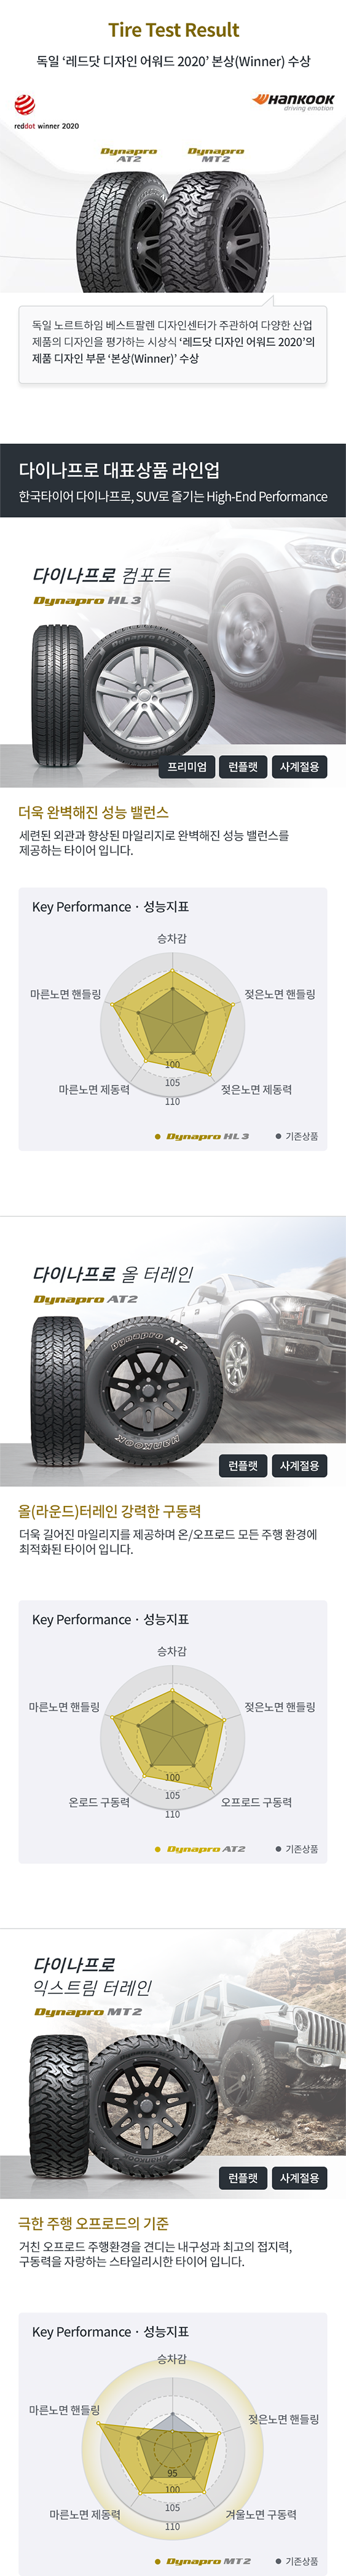 Tire Test Result
독일 ‘레드닷 디자인 어워드 2020’ 본상(Winner) 수상
HANKOOK
driving emotion
reddot winner 2020
Dynapro AT2
Dynapro MT2
독일 노르트하임 베스트팔렌 디자인센터가 주관하여 다양한 산업
제품의 디자인을 평가하는 시상식 ‘레드닷 디자인 어워드 2020’의
제품 디자인 부문 ‘본상(Winner)’ 수상
다이나프로 대표상품 라인업
한국타이어 다이나프로, SUV로 즐기는 High-End Performance
다이나프로 컴포트
Dynapro HL3
Dynapro HL3
프리미엄 런플랫 사계절용
더욱 완벽해진 성능 밸런스
세련된 외관과 향상된 마일리지로 완벽해진 성능 밸런스를
제공하는 타이어 입니다.
Key Performance · 성능지표
승차감
마른노면 핸들링 젖은노면 핸들링
100
105
마른노면 제동력 젖은노면 제동력
110
Dynapro HL3 기존상품
다이나프로 올 터레인
Dynapro AT2
Dynapro AT2
HANKOOK
런플랫 사계절용
올(라운드)터레인 강력한 구동력
더욱 길어진 마일리지를 제공하며 온/오프로드 모든 주행 환경에
최적화된 타이어 입니다.
Key Performance · 성능지표
승차감
마른노면 핸들링 젖은노면 핸들링
100
105
온로드 구동력 오프로드 구동력
110
Dynapro AT2 기존상품
다이나프로
익스트림 터레인
Dynapro MT2
런플랫 사계절용
극한 주행 오프로드의 기준
거친 오프로드 주행환경을 견디는 내구성과 최고의 접지력,
구동력을 자랑하는 스타일리시한 타이어 입니다.
Key Performance · 성능지표
승차감
마른노면 핸들링 젖은노면 핸들링
95
100
105
마른노면 제동력 겨울노면 구동력
110
Dynapro MT2 기존상품